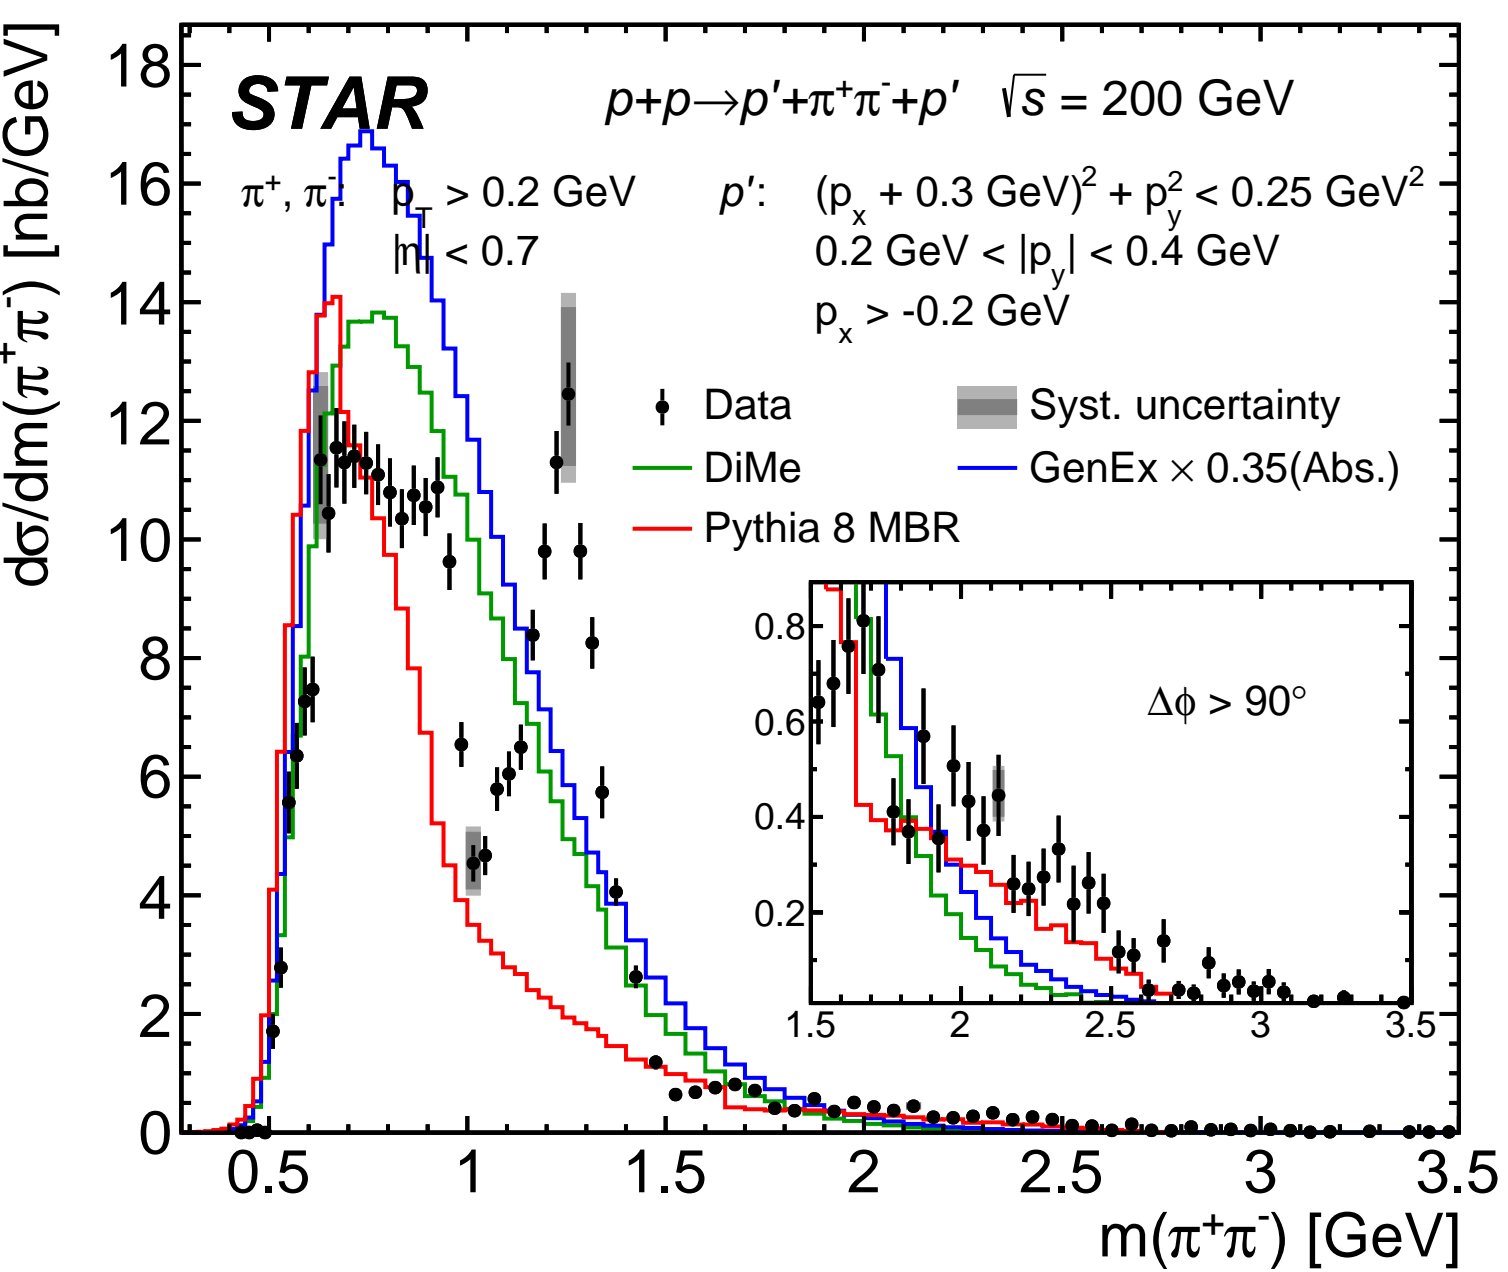 dσ/dm(π⁺π⁻) [nb/GeV]
18
16
14
12
10
8
6
4
2
0
STAR
p+p→p′+π⁺π⁻+p′ √s = 200 GeV
π⁺, π⁻: p_T > 0.2 GeV
|η| < 0.7
p′: (p_x + 0.3 GeV)² + p_y² < 0.25 GeV²
0.2 GeV < |p_y| < 0.4 GeV
p_x > -0.2 GeV
Data
Syst. uncertainty
DiMe
GenEx × 0.35(Abs.)
Pythia 8 MBR
0.8
0.6
0.4
0.2
Δϕ > 90°
1.5 2 2.5 3 3.5
0.5 1 1.5 2 2.5 3 3.5
m(π⁺π⁻) [GeV]